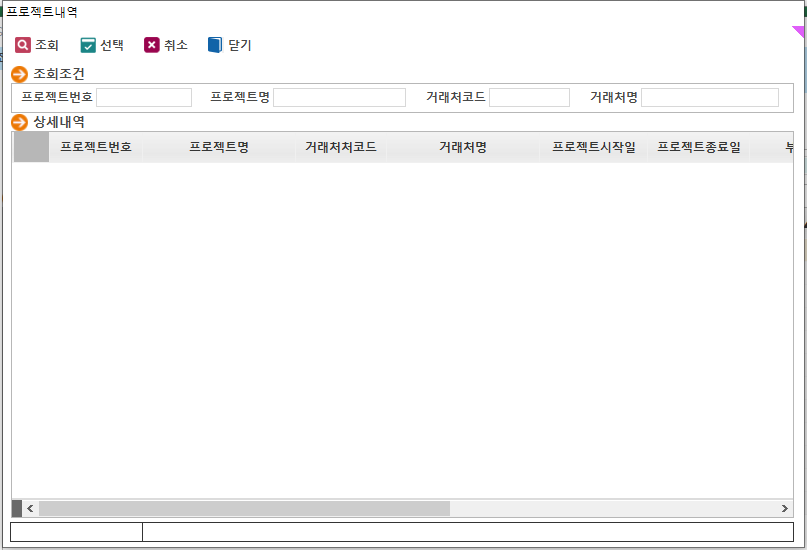 프로젝트내역
조회 선택 취소 닫기
조회조건
프로젝트번호 프로젝트명 거래처코드 거래처명
상세내역
프로젝트번호 프로젝트명 거래처처코드 거래처명 프로젝트시작일 프로젝트종료일